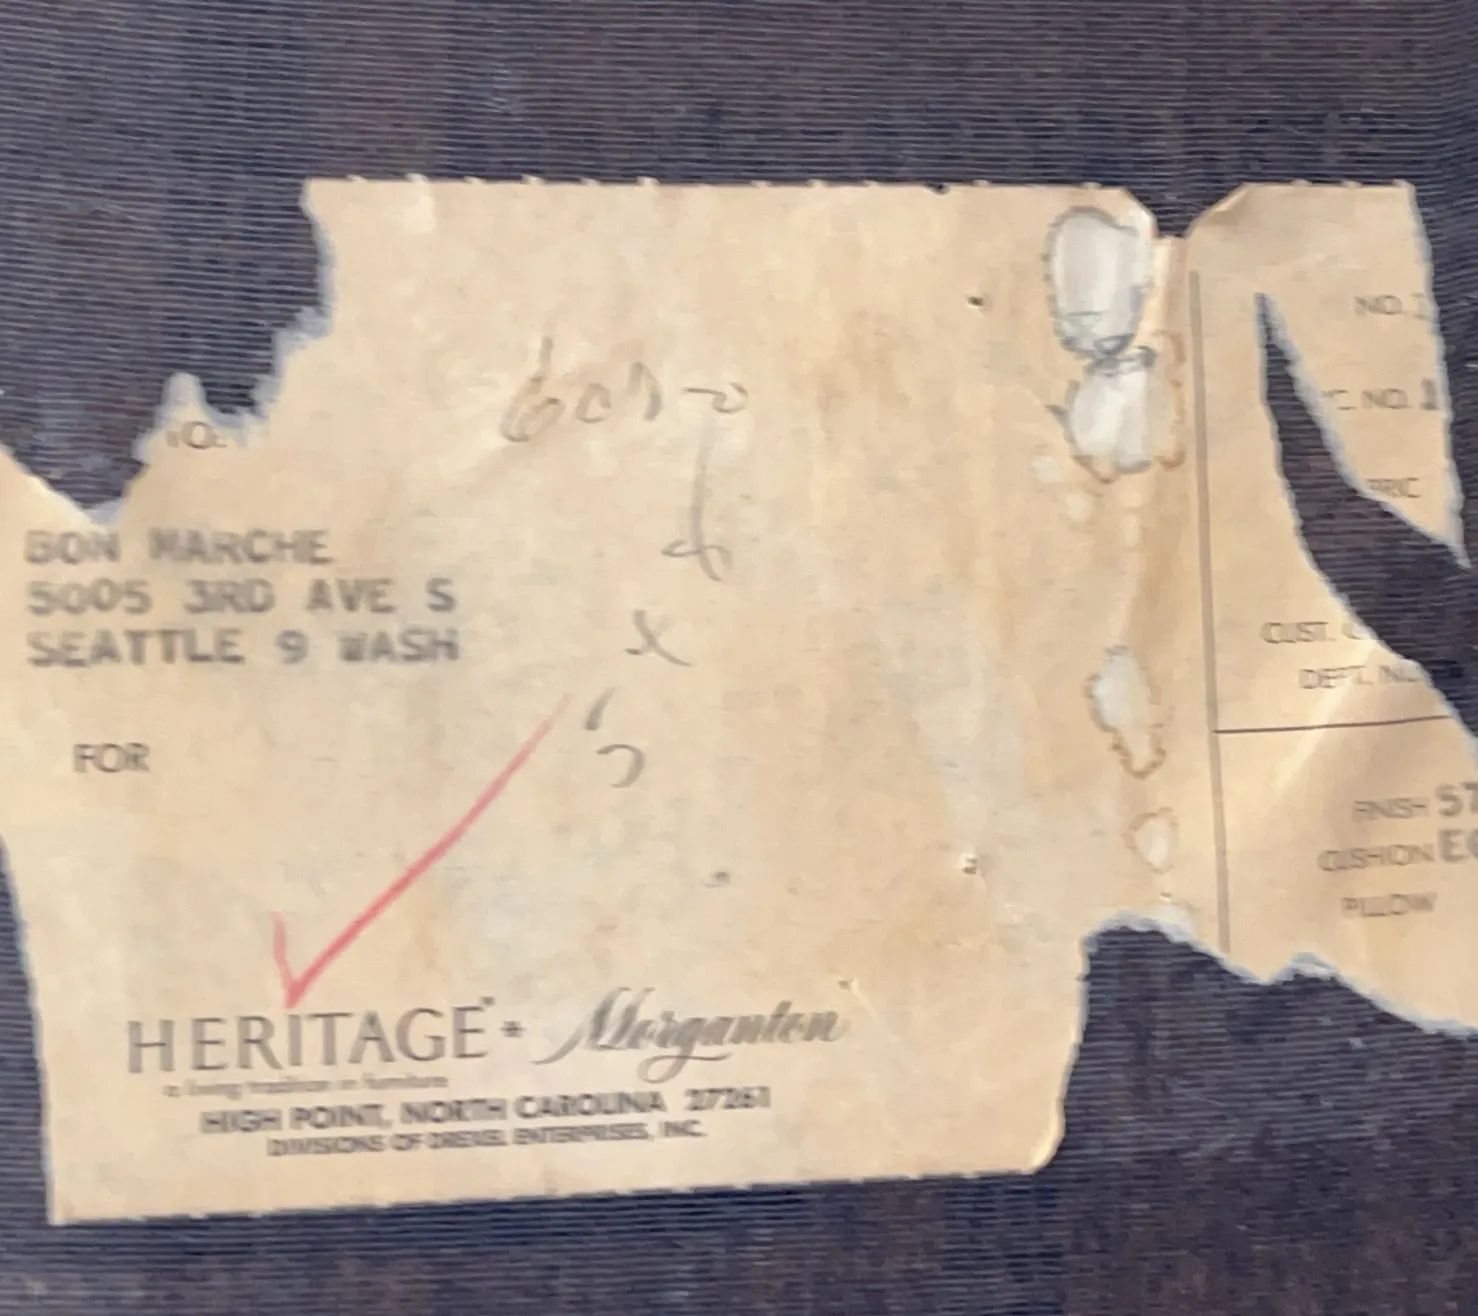 BON MARCHE
5005 3RD AVE S
SEATTLE 9 WASH
FOR
HERITAGE * Morganton
a living tradition in furniture
HIGH POINT, NORTH CAROLINA 27261
DIVISIONS OF DREXEL ENTERPRISES, INC.
NO.
NO.
CUST.
DEPT. NO.
FINISH 57
CUSHION
PILLOW